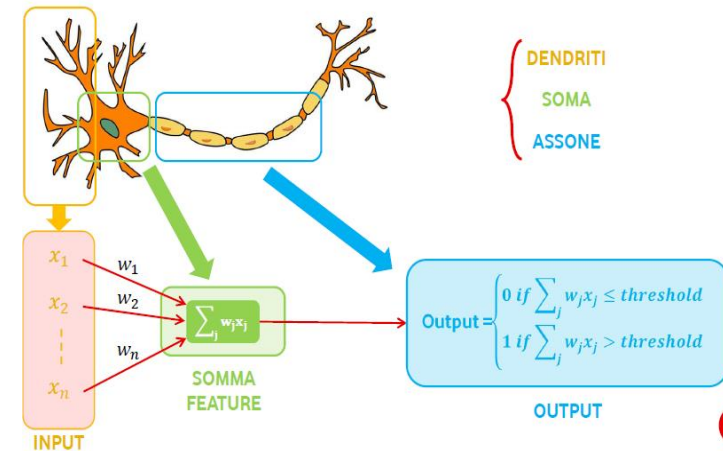 DENDRITI
SOMA
ASSONE
x₁
x₂
xₙ
w₁
w₂
wₙ
∑ⱼ wⱼxⱼ
SOMMA
FEATURE
INPUT
Output = { 0 if ∑ⱼ wⱼxⱼ ≤ threshold
1 if ∑ⱼ wⱼxⱼ > threshold
OUTPUT